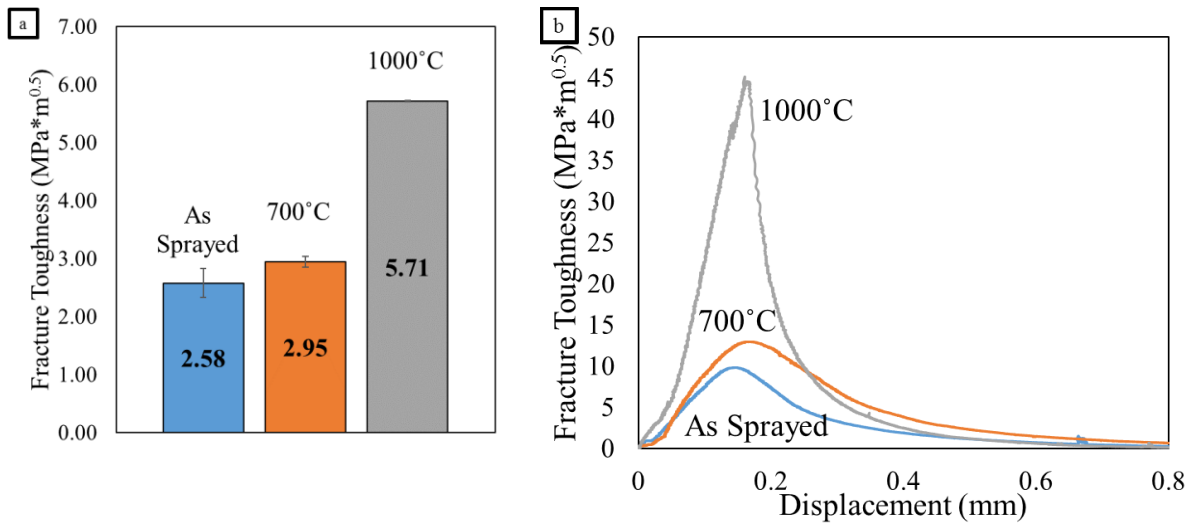 a
7.00
6.00
5.00
4.00
3.00
2.00
1.00
0.00
Fracture Toughness (MPa*m^0.5)
As
Sprayed
700˚C
1000˚C
2.58
2.95
5.71
b
50
45
40
35
30
25
20
15
10
5
0
Fracture Toughness (MPa*m^0.5)
1000˚C
700˚C
As Sprayed
0
0.2
0.4
0.6
0.8
Displacement (mm)